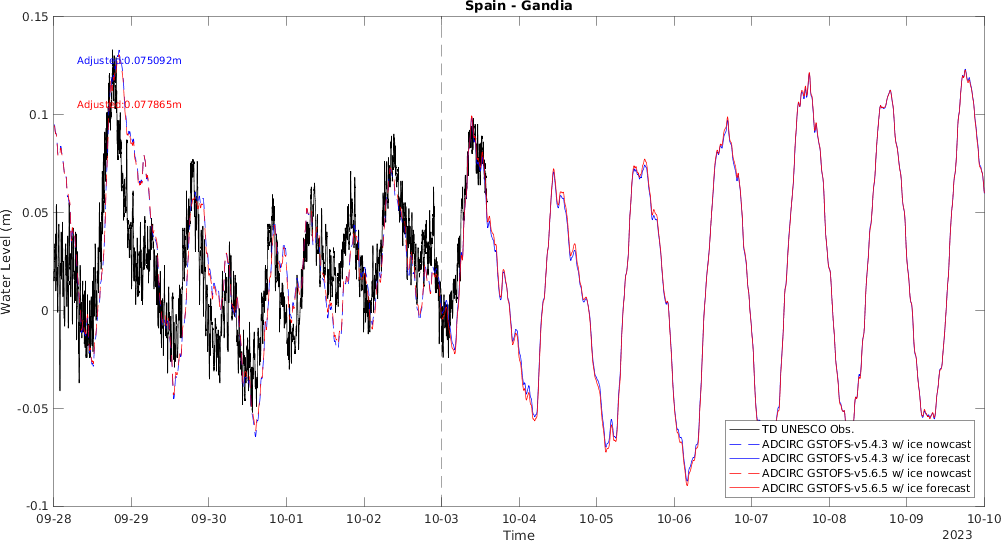 Spain - Gandia
Adjusted:0.075092m
Adjusted:0.077865m
Water Level (m)
0.15
0.1
0.05
0
-0.05
-0.1
TD UNESCO Obs.
ADCIRC GSTOFS-v5.4.3 w/ ice nowcast
ADCIRC GSTOFS-v5.4.3 w/ ice forecast
ADCIRC GSTOFS-v5.6.5 w/ ice nowcast
ADCIRC GSTOFS-v5.6.5 w/ ice forecast
09-28 09-29 09-30 10-01 10-02 10-03 10-04 10-05 10-06 10-07 10-08 10-09 10-10
Time
2023